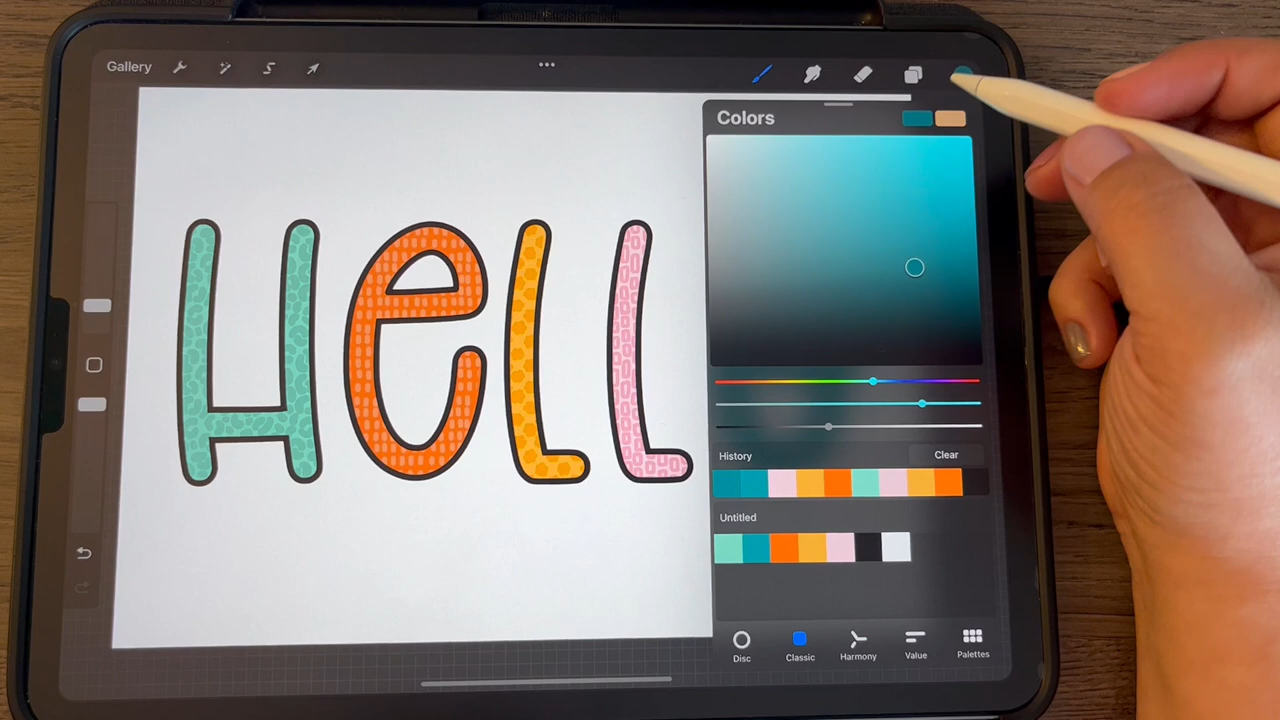 Gallery
Colors
Hell
History
Clear
Untitled
Disc
Classic
Harmony
Value
Palettes